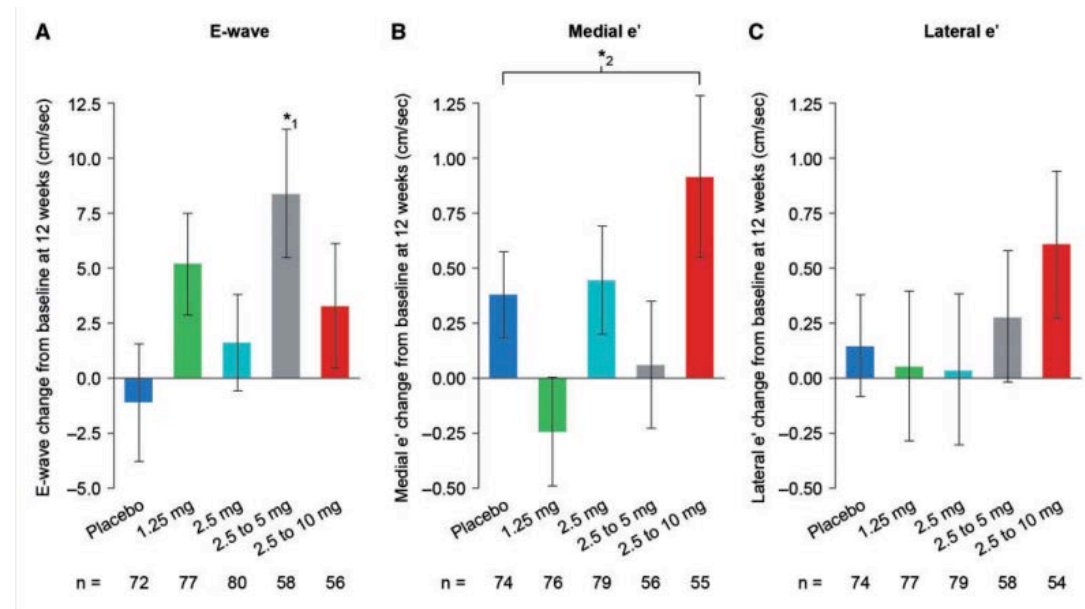 A E-wave
E-wave change from baseline at 12 weeks (cm/sec)
12.5
10.0
7.5
5.0
2.5
0.0
–2.5
–5.0
*1
Placebo
1.25 mg
2.5 mg
2.5 to 5 mg
2.5 to 10 mg
n = 72 77 80 58 56
B Medial e'
*2
Medial e' change from baseline at 12 weeks (cm/sec)
1.25
1.00
0.75
0.50
0.25
0.00
–0.25
–0.50
Placebo
1.25 mg
2.5 mg
2.5 to 5 mg
2.5 to 10 mg
n = 74 76 79 56 55
C Lateral e'
Lateral e' change from baseline at 12 weeks (cm/sec)
1.25
1.00
0.75
0.50
0.25
0.00
–0.25
–0.50
Placebo
1.25 mg
2.5 mg
2.5 to 5 mg
2.5 to 10 mg
n = 74 77 79 58 54